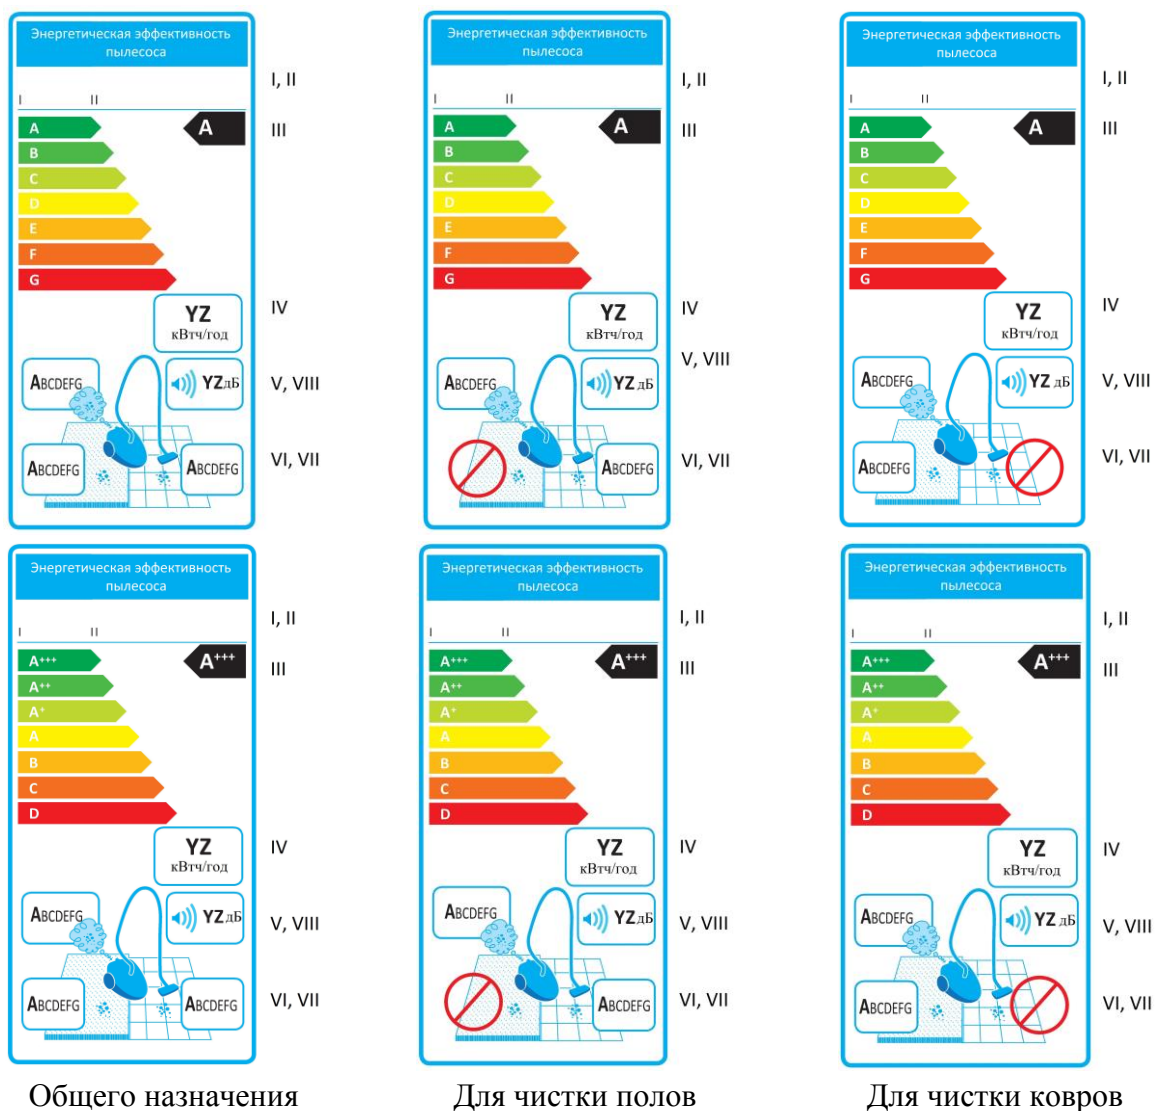 Энергетическая эффективность
пылесоса
I, II
I II
A A III
B
C
D
E
F
G
YZ IV
кВтч/год
ABCDEFG YZ дБ V, VIII
ABCDEFG ABCDEFG VI, VII
Энергетическая эффективность
пылесоса
I, II
I II
A A III
B
C
D
E
F
G
YZ IV
кВтч/год
V, VIII
ABCDEFG YZ дБ
ABCDEFG VI, VII
Энергетическая эффективность
пылесоса
I, II
I II
A A III
B
C
D
E
F
G
YZ IV
кВтч/год
ABCDEFG YZ дБ V, VIII
ABCDEFG VI, VII
Энергетическая эффективность
пылесоса
I, II
I II
A+++ A+++ III
A++
A+
A
B
C
D
YZ IV
кВтч/год
ABCDEFG YZ дБ V, VIII
ABCDEFG ABCDEFG VI, VII
Общего назначения
Энергетическая эффективность
пылесоса
I, II
I II
A+++ A+++ III
A++
A+
A
B
C
D
YZ IV
кВтч/год
ABCDEFG YZ дБ V, VIII
ABCDEFG VI, VII
Для чистки полов
Энергетическая эффективность
пылесоса
I, II
I II
A+++ A+++ III
A++
A+
A
B
C
D
YZ IV
кВтч/год
ABCDEFG YZ дБ V, VIII
ABCDEFG VI, VII
Для чистки ковров